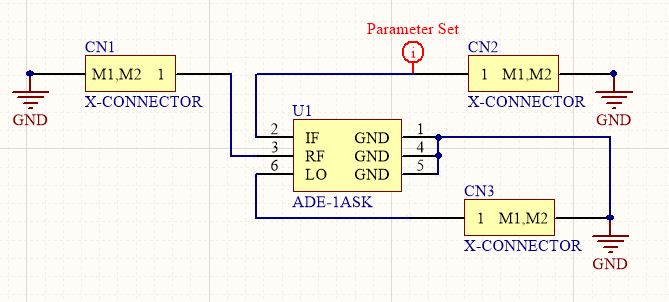 Parameter Set
i
CN1
M1,M2 1
X-CONNECTOR
GND
CN2
1 M1,M2
X-CONNECTOR
GND
U1
2 IF GND 1
3 RF GND 4
6 LO GND 5
ADE-1ASK
CN3
1 M1,M2
X-CONNECTOR
GND